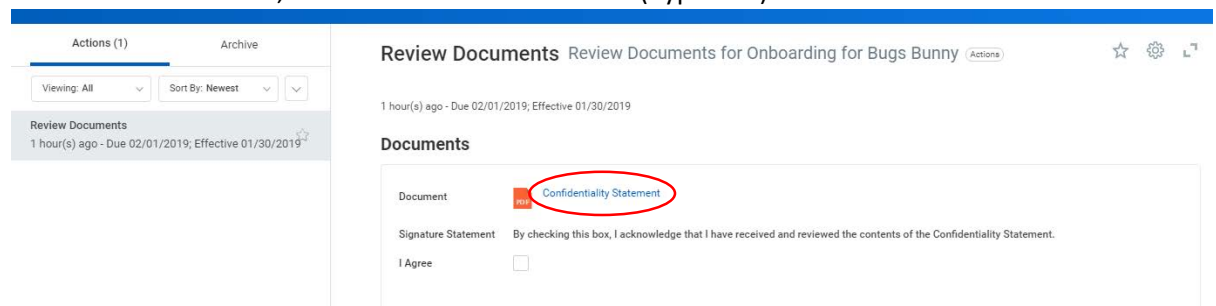 Actions (1)
Archive
Viewing: All
Sort By: Newest
Review Documents
1 hour(s) ago - Due 02/01/2019; Effective 01/30/2019
Review Documents Review Documents for Onboarding for Bugs Bunny Actions
1 hour(s) ago - Due 02/01/2019; Effective 01/30/2019
Documents
Document
PDF
Confidentiality Statement
Signature Statement By checking this box, I acknowledge that I have received and reviewed the contents of the Confidentiality Statement.
I Agree